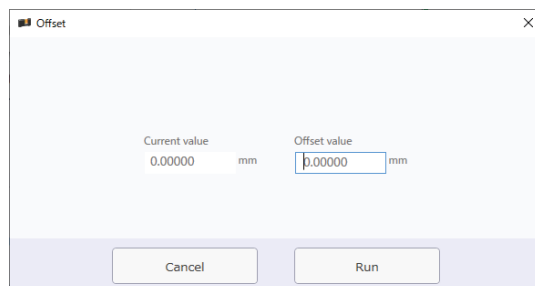 Offset
Current value Offset value
0.00000 mm 0.00000 mm
Cancel Run